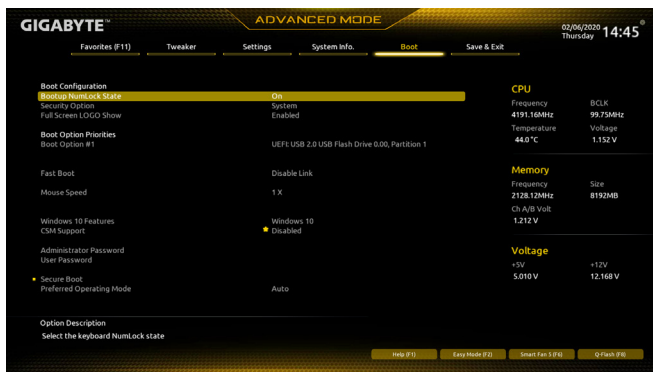 GIGABYTE™
ADVANCED MODE
02/06/2020 Thursday 14:45
Favorites (F11) Tweaker Settings System Info. Boot Save & Exit
Boot Configuration
Bootup NumLock State On
Security Option System
Full Screen LOGO Show Enabled
Boot Option Priorities
Boot Option #1 UEFI: USB 2.0 USB Flash Drive 0.00, Partition 1
Fast Boot Disable Link
Mouse Speed 1 X
Windows 10 Features Windows 10
CSM Support Disabled
Administrator Password
User Password
Secure Boot
Preferred Operating Mode Auto
CPU
Frequency BCLK
4191.16MHz 99.75MHz
Temperature Voltage
44.0 °C 1.152 V
Memory
Frequency Size
2128.12MHz 8192MB
Ch A/B Volt
1.212 V
Voltage
+5V +12V
5.010 V 12.168 V
Option Description
Select the keyboard NumLock state
Help (F1) Easy Mode (F2) Smart Fan 5 (F6) Q-Flash (F8)